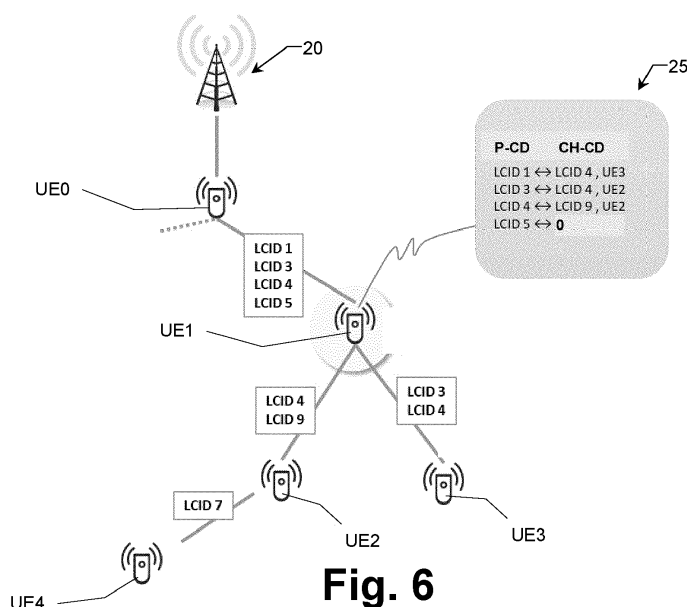 20
25
P-CD CH-CD
LCID 1 ↔ LCID 4 , UE3
LCID 3 ↔ LCID 4 , UE2
LCID 4 ↔ LCID 9 , UE2
LCID 5 ↔ 0
UE0
LCID 1
LCID 3
LCID 4
LCID 5
UE1
LCID 4
LCID 9
LCID 3
LCID 4
LCID 7
UE2
UE3
UE4
Fig. 6